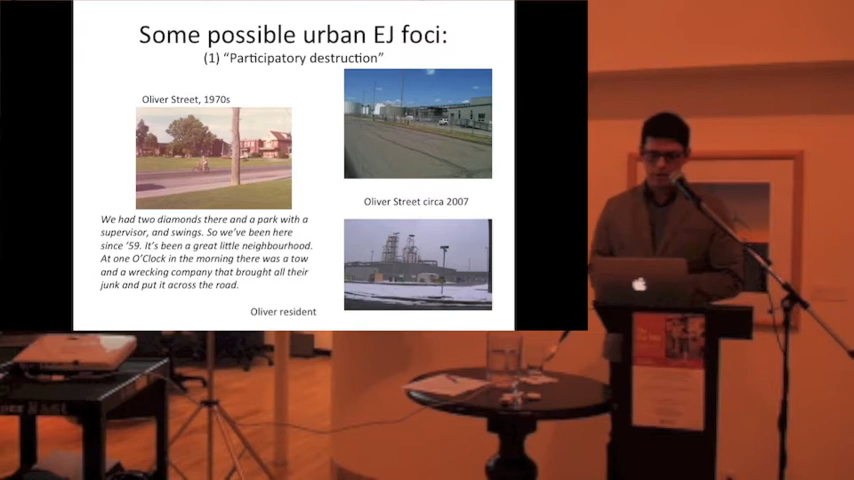 Some possible urban EJ foci:
(1) “Participatory destruction”
Oliver Street, 1970s
We had two diamonds there and a park with a
supervisor, and swings. So we’ve been here
since ’59. It’s been a great little neighbourhood.
At one O’Clock in the morning there was a tow
and a wrecking company that brought all their
junk and put it across the road.
Oliver resident
Oliver Street circa 2007